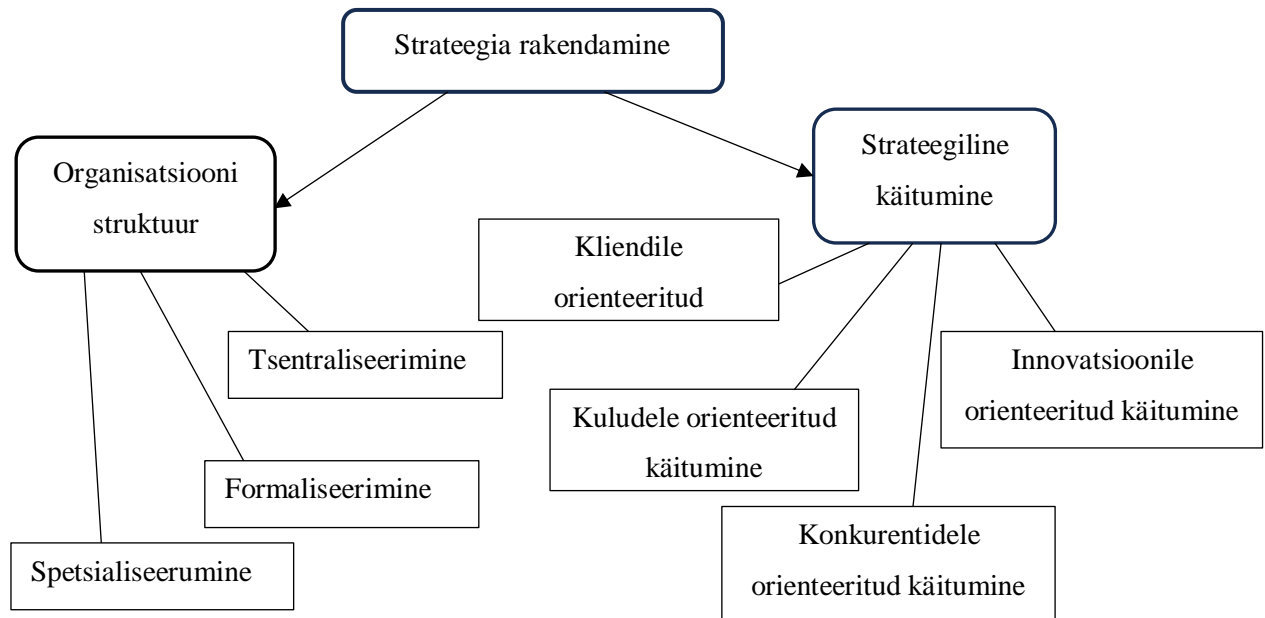 Strateegia rakendamine
Organisatsiooni
struktuur
Strateegiline
käitumine
Kliendile
orienteeritud
Tsentraliseerimine
Innovatsioonile
orienteeritud käitumine
Kuludele orienteeritud
käitumine
Formaliseerimine
Konkurentidele
orienteeritud käitumine
Spetsialiseerumine